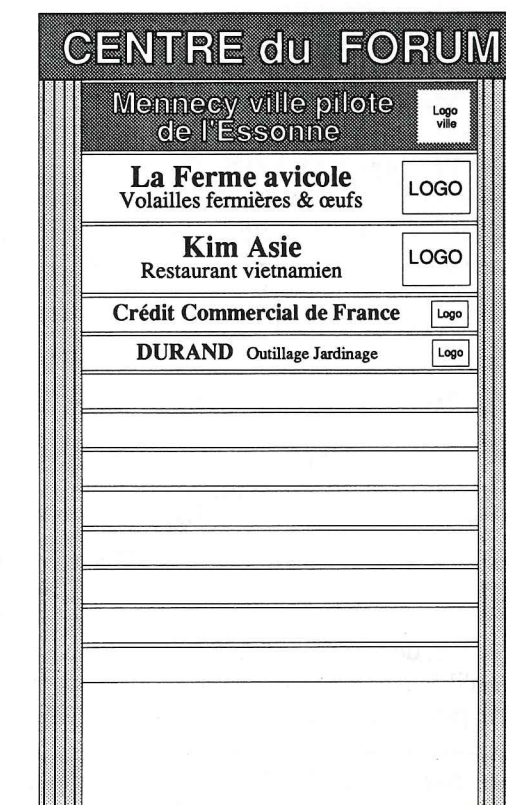 CENTRE du FORUM
Mennecy ville pilote
de l'Essonne
Logo
ville
La Ferme avicole
Volailles fermières & œufs
LOGO
Kim Asie
Restaurant vietnamien
LOGO
Crédit Commercial de France
Logo
DURAND Outillage Jardinage
Logo